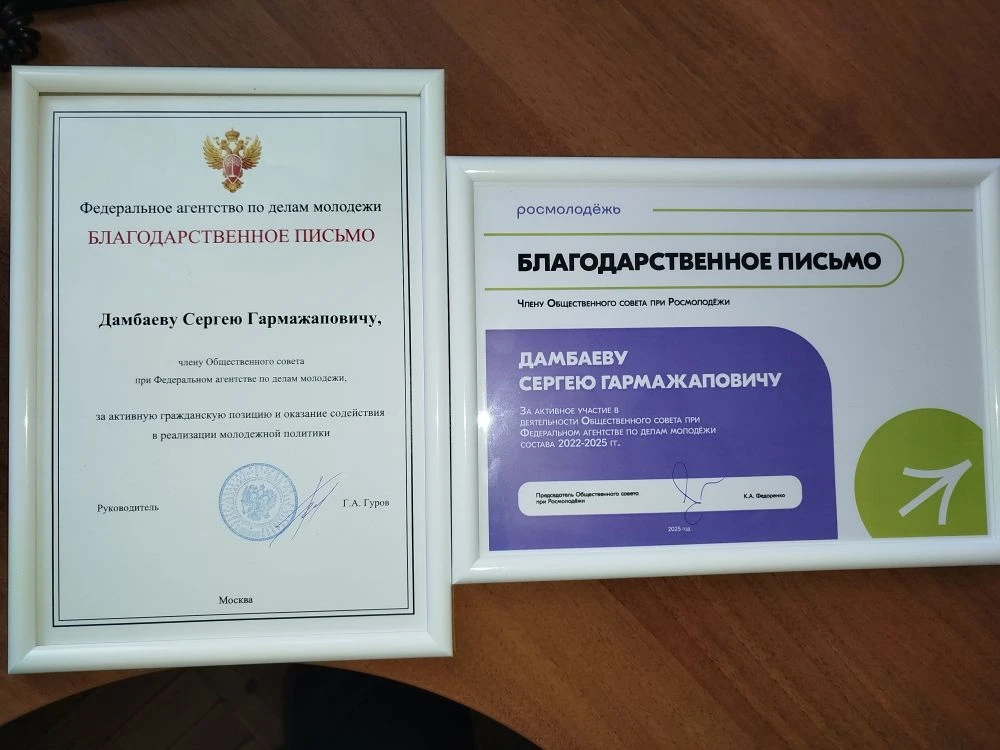 Федеральное агентство по делам молодежи
БЛАГОДАРСТВЕННОЕ ПИСЬМО
Дамбаеву Сергею Гармажаповичу,
члену Общественного совета
при Федеральном агентстве по делам молодежи,
за активную гражданскую позицию и оказание содействия
в реализации молодежной политики
Руководитель
Г.А. Гуров
Москва
росмолодёжь
БЛАГОДАРСТВЕННОЕ ПИСЬМО
Члену Общественного совета при Росмолодёжи
ДАМБАЕВУ
СЕРГЕЮ ГАРМАЖАПОВИЧУ
За активное участие в
деятельности Общественного совета при
Федеральном агентстве по делам молодёжи
состава 2022-2025 гг.
Председатель Общественного совета
при Росмолодёжи
К.А. Федоренко
2025 год